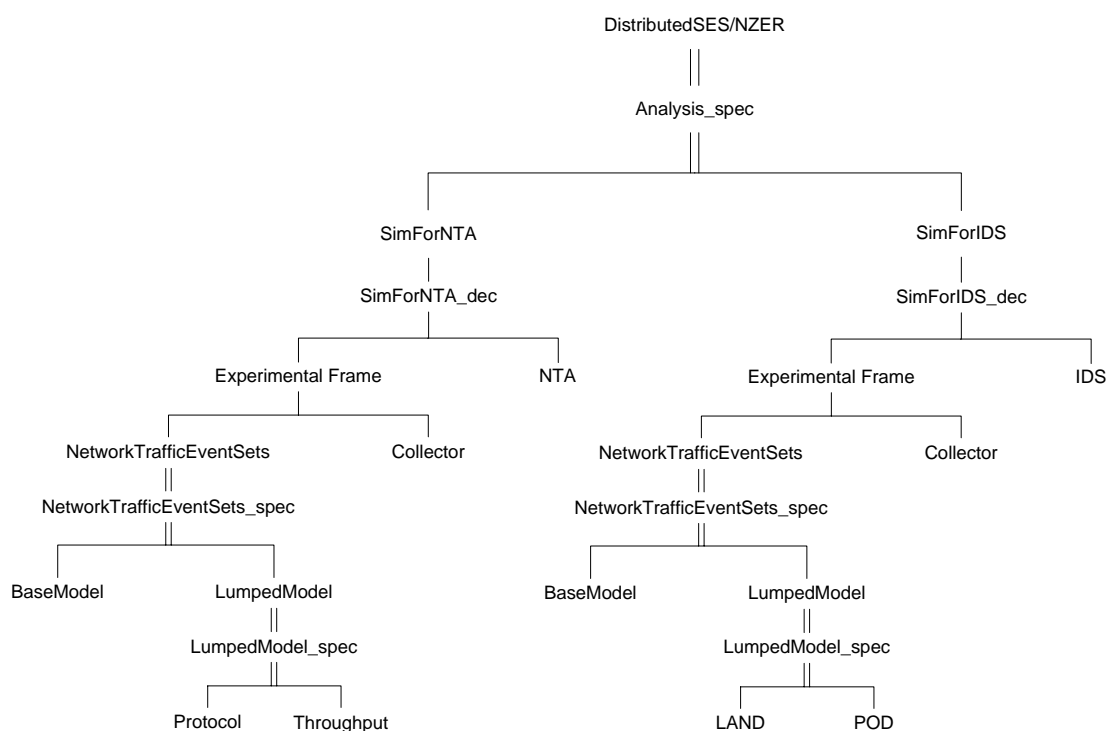 DistributedSES/NZER
Analysis_spec
SimForNTA
SimForIDS
SimForNTA_dec
SimForIDS_dec
Experimental Frame
NTA
Experimental Frame
IDS
NetworkTrafficEventSets
Collector
NetworkTrafficEventSets
Collector
NetworkTrafficEventSets_spec
NetworkTrafficEventSets_spec
BaseModel
LumpedModel
BaseModel
LumpedModel
LumpedModel_spec
LumpedModel_spec
Protocol
Throughput
LAND
POD